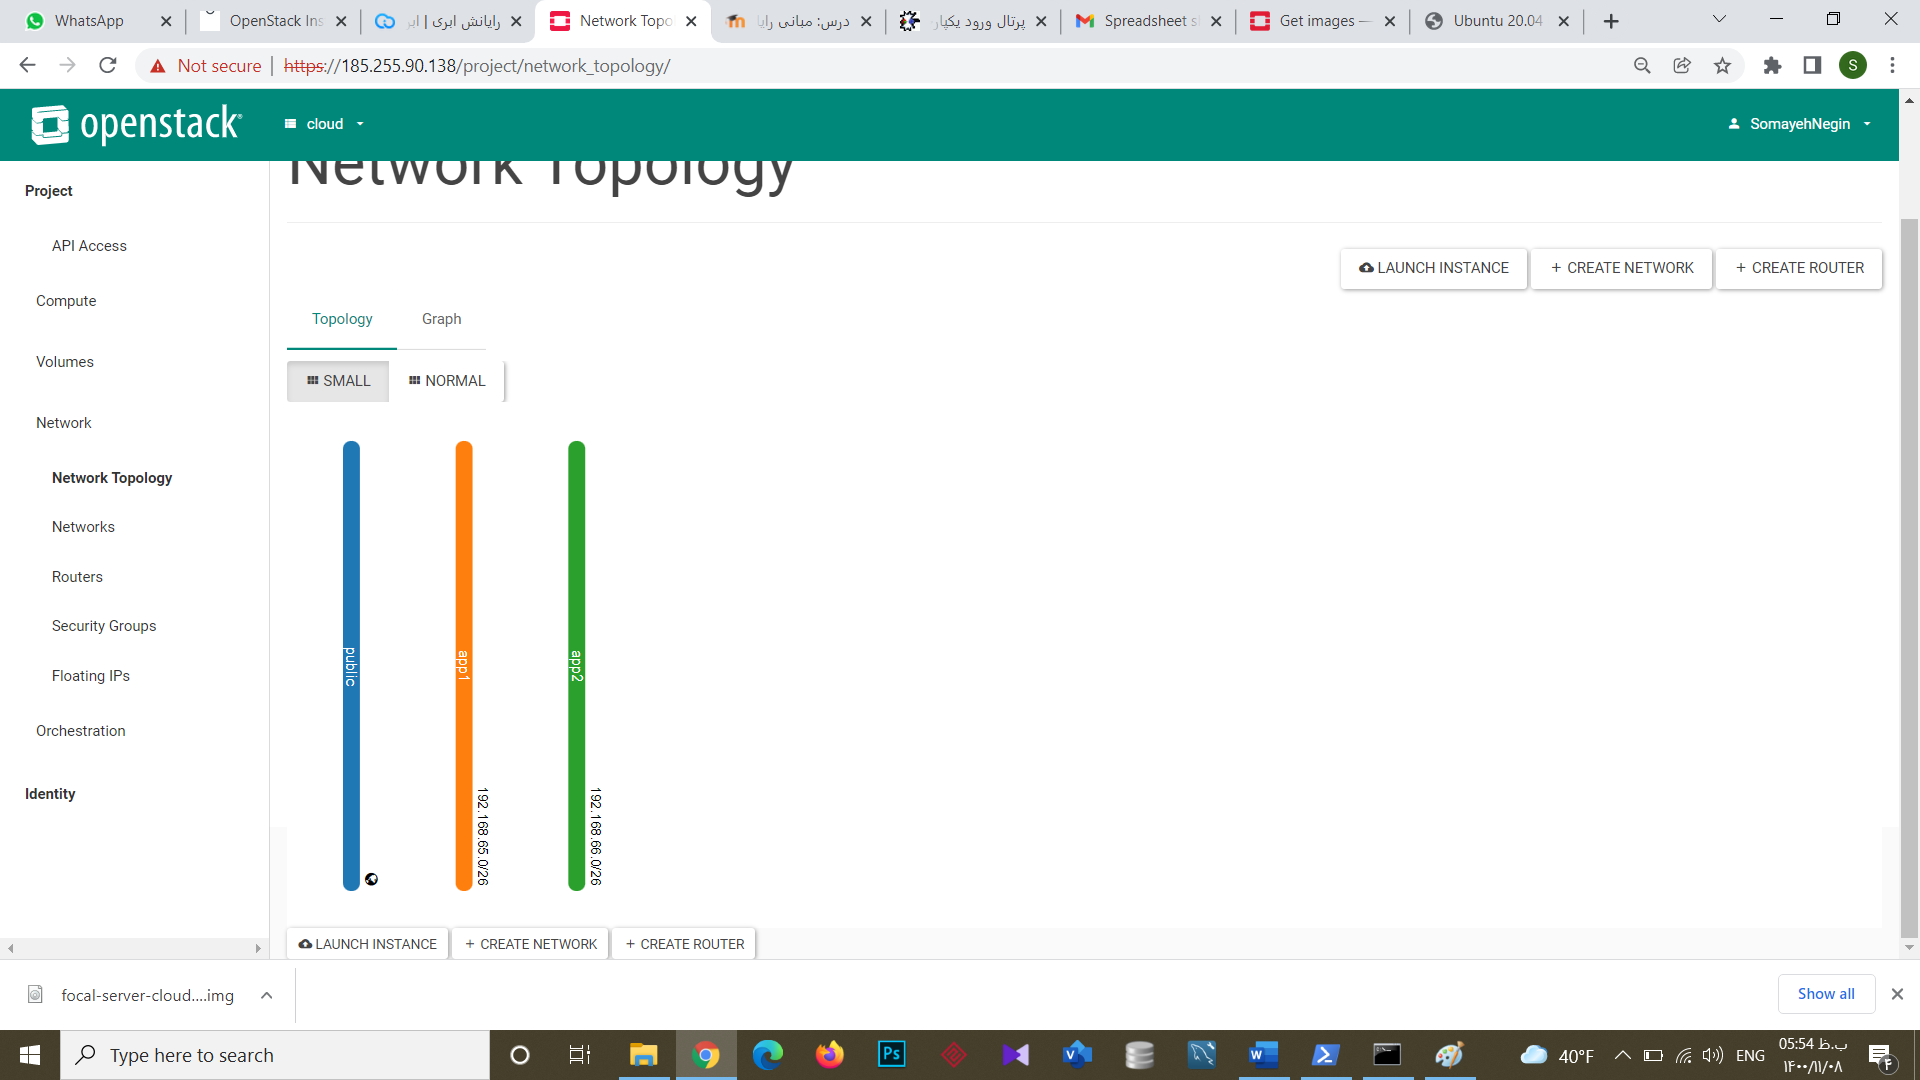 WhatsApp
OpenStack Ins
رایانش ابری | ابر
Network Topo
درس: مبانی رایا
پرتال ورود یکپار
Spreadsheet s
Get images —
Ubuntu 20.04
Not secure | https://185.255.90.138/project/network_topology/
S
openstack
cloud
SomayehNegin
Network Topology
Project
API Access
Compute
Volumes
Network
Network Topology
Networks
Routers
Security Groups
Floating IPs
Orchestration
Identity
LAUNCH INSTANCE
+ CREATE NETWORK
+ CREATE ROUTER
Topology
Graph
SMALL
NORMAL
public
app1
192.168.65.0/26
app2
192.168.66.0/26
LAUNCH INSTANCE
+ CREATE NETWORK
+ CREATE ROUTER
focal-server-cloud....img
Show all
Type here to search
Ps
40°F
ENG
05:54 ب.ظ
۱۴۰۰/۱۱/۰۸
۴